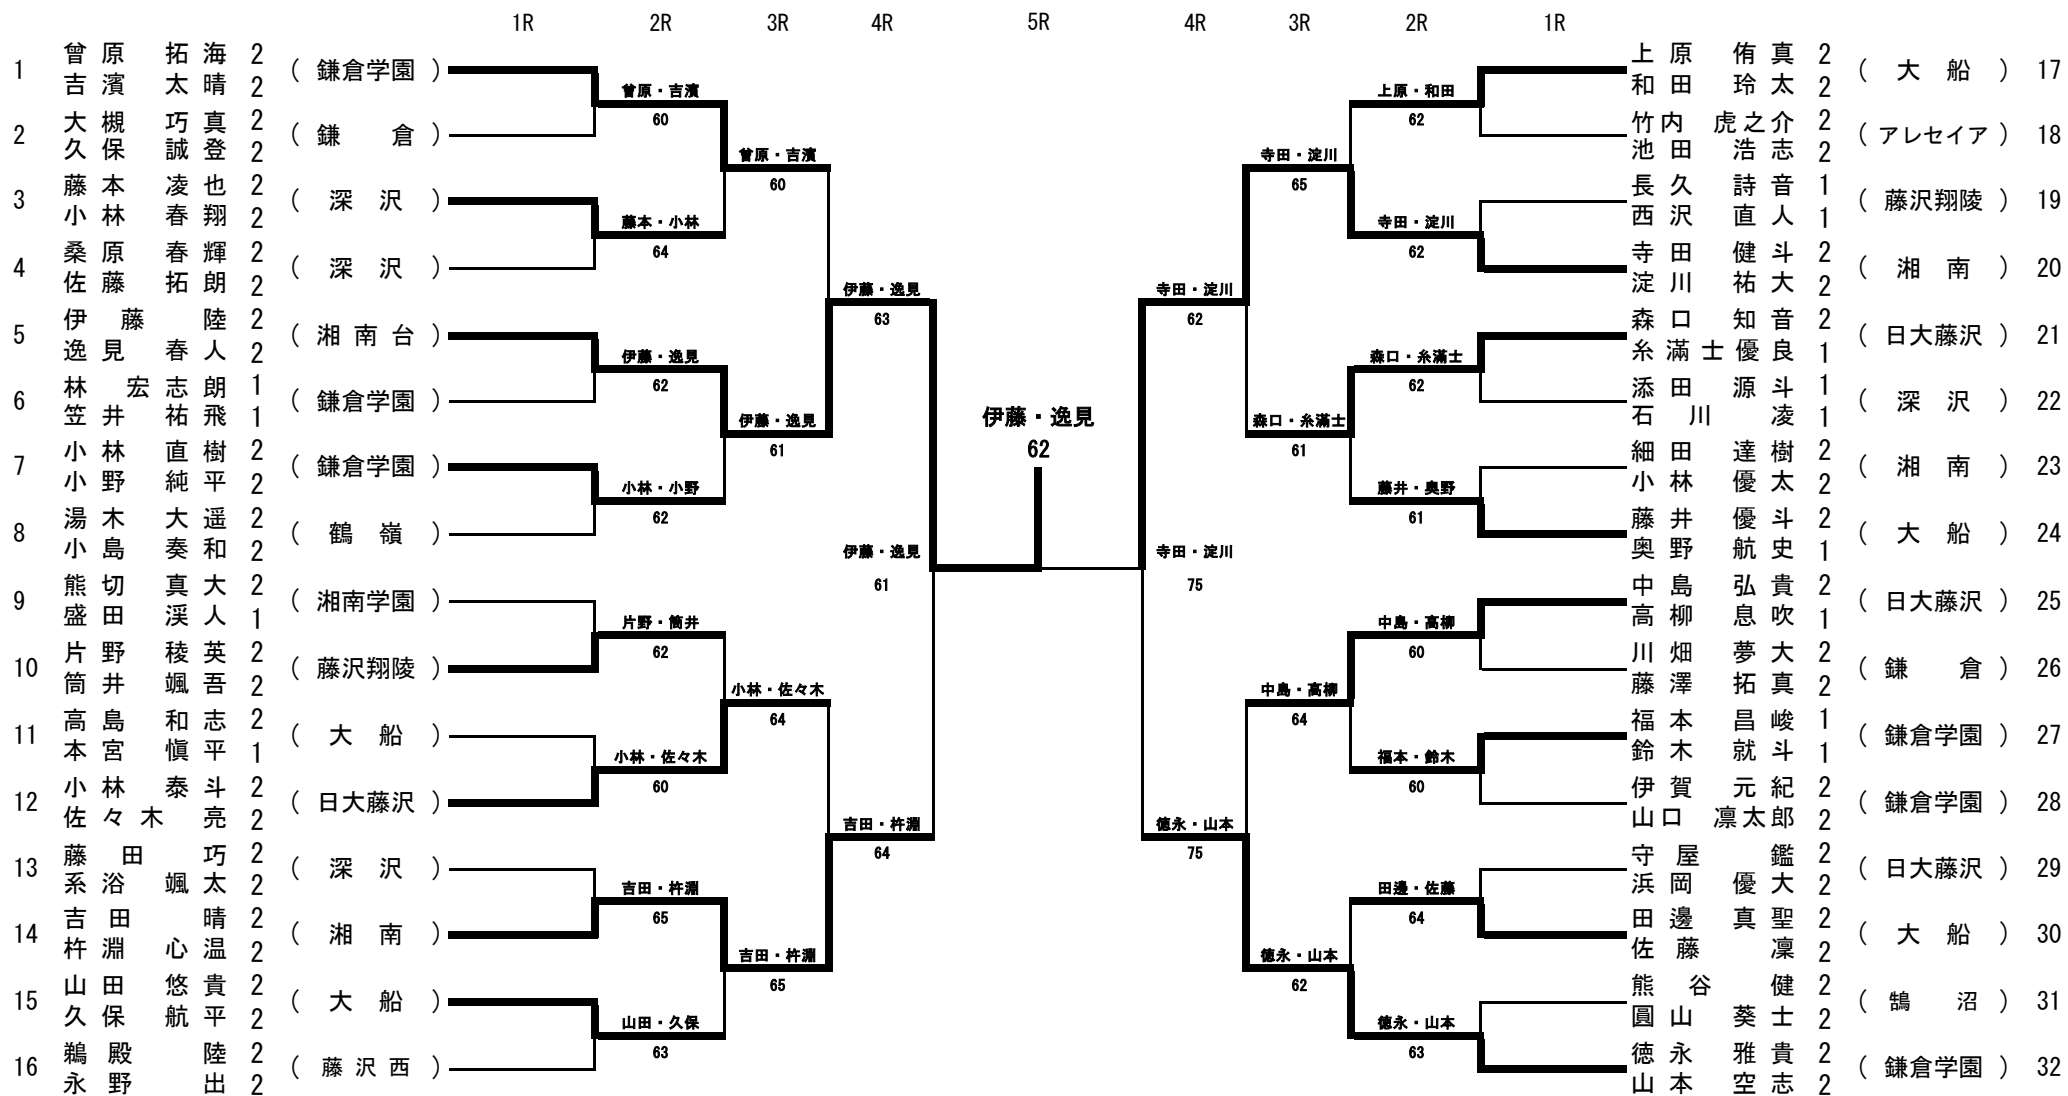 1R 2R 3R 4R 5R 4R 3R 2R 1R
1 曾原 拓海 2 吉濱 太晴 2 (鎌倉学園)
2 大槻 巧真 2 久保 誠登 2 (鎌倉)
3 藤本 凌也 2 小林 春翔 2 (深沢)
4 桑原 春輝 2 佐藤 拓朗 2 (深沢)
5 伊藤 陸 2 逸見 春人 2 (湘南台)
6 林 宏志朗 1 笠井 祐飛 1 (鎌倉学園)
7 小林 直樹 2 小野 純平 2 (鎌倉学園)
8 湯木 大遥 2 小島 奏和 2 (鶴嶺)
9 熊切 真大 2 盛田 渓人 1 (湘南学園)
10 片野 稜英 2 筒井 颯吾 2 (藤沢翔陵)
11 高島 和志 2 本宮 愼平 1 (大船)
12 小林 泰斗 2 佐々木 亮 2 (日大藤沢)
13 藤田 巧 2 系浴 颯太 2 (深沢)
14 吉田 晴 2 杵淵 心温 2 (湘南)
15 山田 悠貴 2 久保 航平 2 (大船)
16 鵜殿 陸 2 永野 出 2 (藤沢西)
曾原・吉濱
60
藤本・小林
64
伊藤・逸見
62
小林・小野
62
片野・筒井
62
小林・佐々木
60
吉田・杵淵
65
山田・久保
63
曾原・吉濱
60
伊藤・逸見
61
小林・佐々木
64
吉田・杵淵
65
伊藤・逸見
63
吉田・杵淵
64
伊藤・逸見
61
伊藤・逸見
62
寺田・淀川
75
寺田・淀川
62
徳永・山本
75
寺田・淀川
65
森口・糸滿士
61
中島・高柳
64
徳永・山本
62
上原・和田
62
寺田・淀川
62
森口・糸滿士
62
藤井・奥野
61
中島・高柳
60
福本・鈴木
60
田邊・佐藤
64
徳永・山本
63
上原 侑真 2 和田 玲太 2 (大船) 17
竹内 虎之介 2 池田 浩志 2 (アレセイア) 18
長久 詩音 1 西沢 直人 1 (藤沢翔陵) 19
寺田 健斗 2 淀川 祐大 2 (湘南) 20
森口 知音 2 糸滿士優良 1 (日大藤沢) 21
添田 源斗 1 石川 凌 1 (深沢) 22
細田 達樹 2 小林 優太 2 (湘南) 23
藤井 優斗 2 奥野 航史 1 (大船) 24
中島 弘貴 2 高柳 息吹 1 (日大藤沢) 25
川畑 夢大 2 藤澤 拓真 2 (鎌倉) 26
福本 昌峻 1 鈴木 就斗 1 (鎌倉学園) 27
伊賀 元紀 2 山口 凛太郎 2 (鎌倉学園) 28
守屋 鑑 2 浜岡 優大 2 (日大藤沢) 29
田邊 真聖 2 佐藤 凜 2 (大船) 30
熊谷 健 2 圓山 葵士 2 (鵠沼) 31
徳永 雅貴 2 山本 空志 2 (鎌倉学園) 32